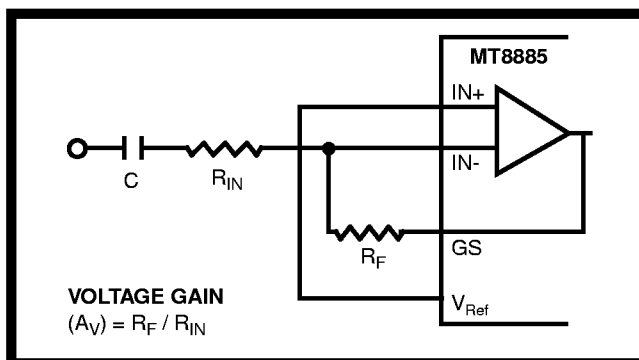 MT8885
IN+
IN-
C
R_IN
R_F
GS
V_Ref
VOLTAGE GAIN
(A_V) = R_F / R_IN